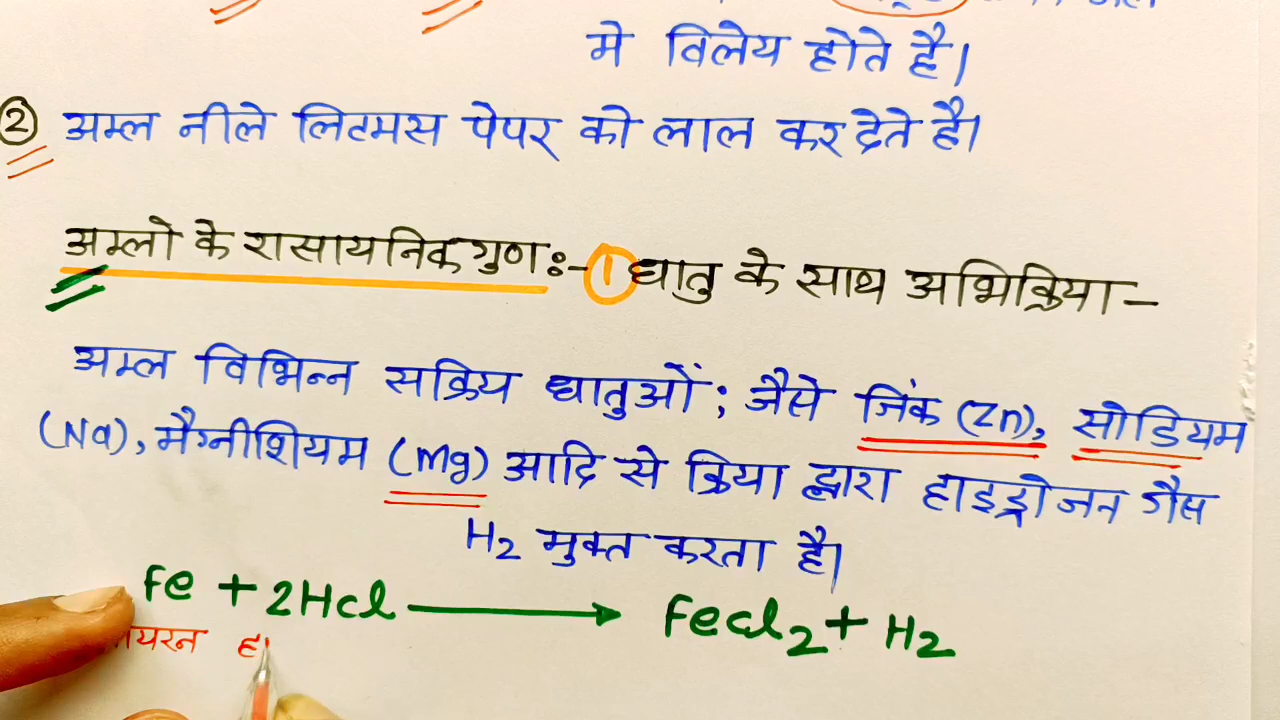 मे विलेय होते है।
② अम्ल नीले लिटमस पेपर को लाल कर देते है।
अम्लो के रासायनिक गुणः- ① धातु के साथ अभिक्रिया-
अम्ल विभिन्न सक्रिय धातुओं; जैसे जिंक (Zn), सोडियम
(Na), मैग्नीशियम (Mg) आदि से क्रिया द्वारा हाइड्रोजन गैस
H2 मुक्त करता है।
Fe + 2HCl ⟶ FeCl2 + H2